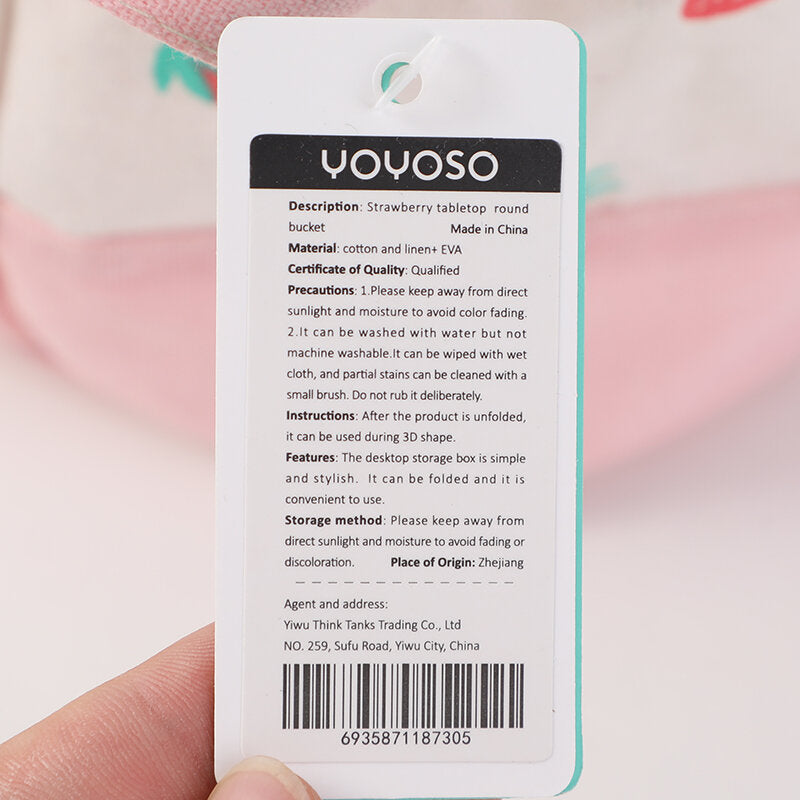 YOYOSO
Description: Strawberry tabletop round
bucket Made in China
Material: cotton and linen+ EVA
Certificate of Quality: Qualified
Precautions: 1.Please keep away from direct
sunlight and moisture to avoid color fading.
2.It can be washed with water but not
machine washable.It can be wiped with wet
cloth, and partial stains can be cleaned with a
small brush. Do not rub it deliberately.
Instructions: After the product is unfolded,
it can be used during 3D shape.
Features: The desktop storage box is simple
and stylish. It can be folded and it is
convenient to use.
Storage method: Please keep away from
direct sunlight and moisture to avoid fading or
discoloration. Place of Origin: Zhejiang
Agent and address:
Yiwu Think Tanks Trading Co., Ltd
NO. 259, Sufu Road, Yiwu City, China
6935871187305